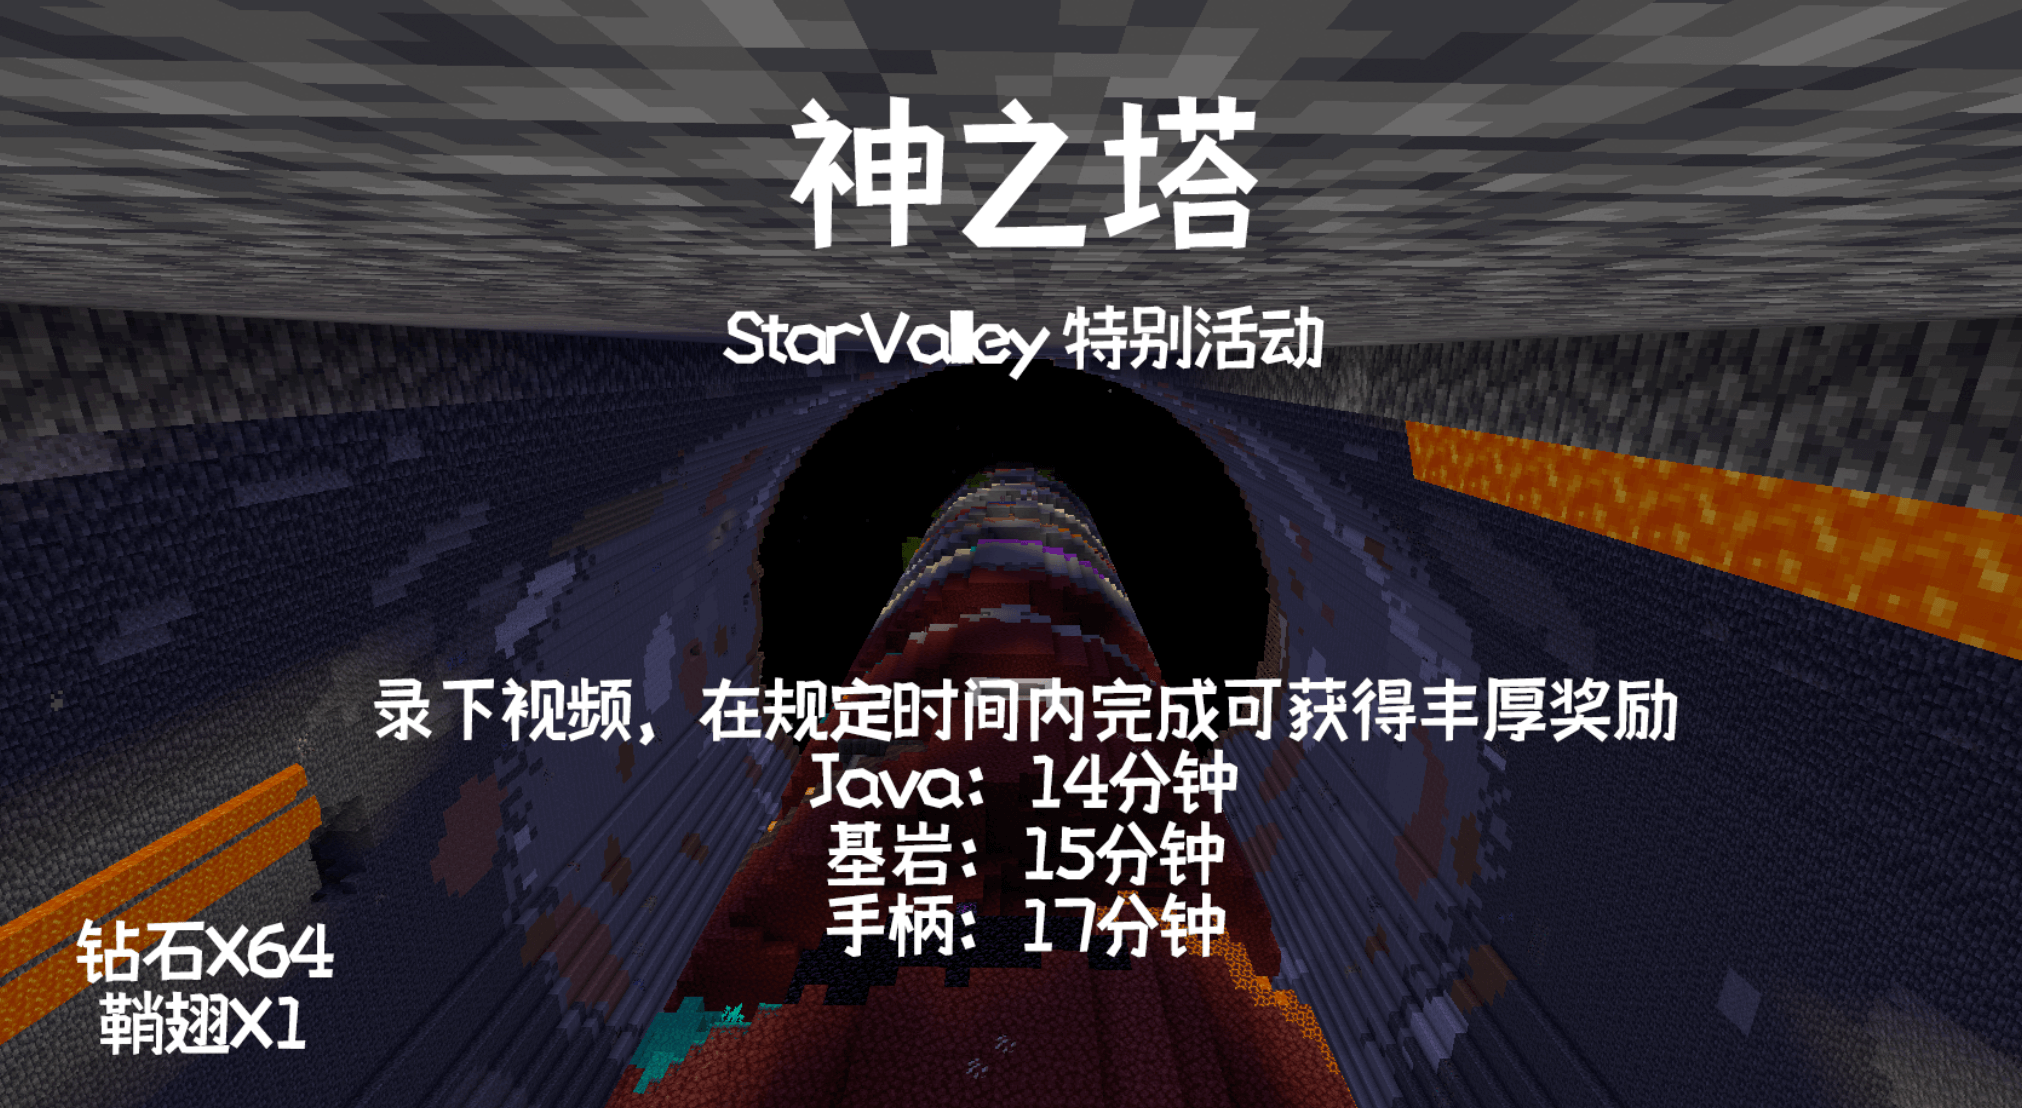 神之塔
StarValley 特别活动
录下视频，在规定时间内完成可获得丰厚奖励
Java：14分钟
基岩：15分钟
手柄：17分钟
钻石X64
鞘翅X1